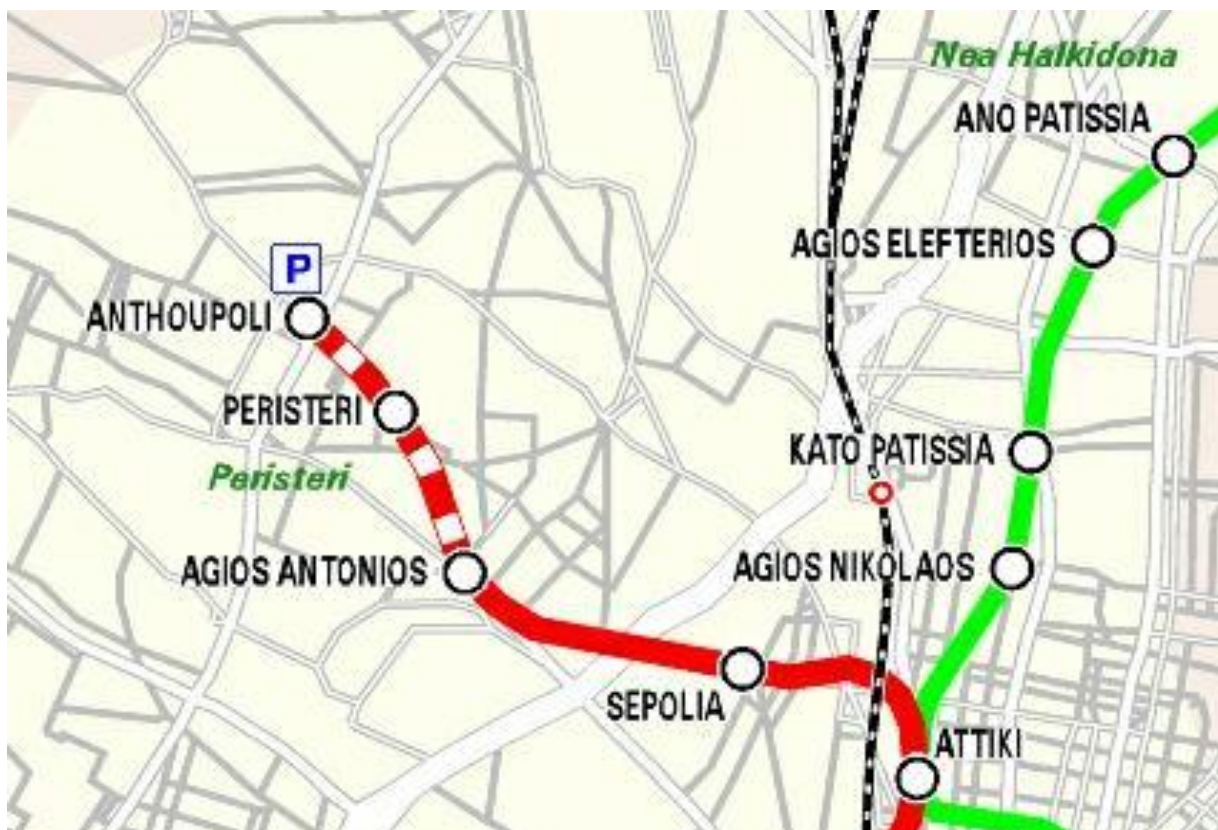 Nea Halkidona
ANO PATISSIA
AGIOS ELEFTERIOS
P
ANTHOUPOLI
PERISTERI
KATO PATISSIA
Peristeri
AGIOS ANTONIOS
AGIOS NIKOLAOS
SEPOLIA
ATTIKI